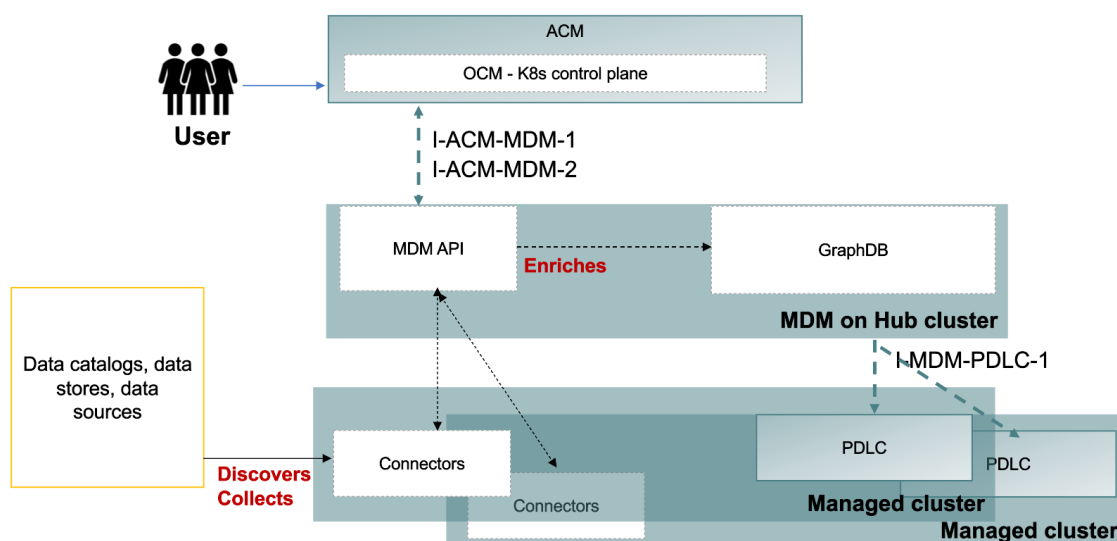 ACM
OCM - K8s control plane
User
I-ACM-MDM-1
I-ACM-MDM-2
MDM API
Enriches
GraphDB
MDM on Hub cluster
I-MDM-PDLC-1
Data catalogs, data
stores, data
sources
Discovers
Collects
Connectors
Connectors
PDLC
PDLC
Managed cluster
Managed cluster